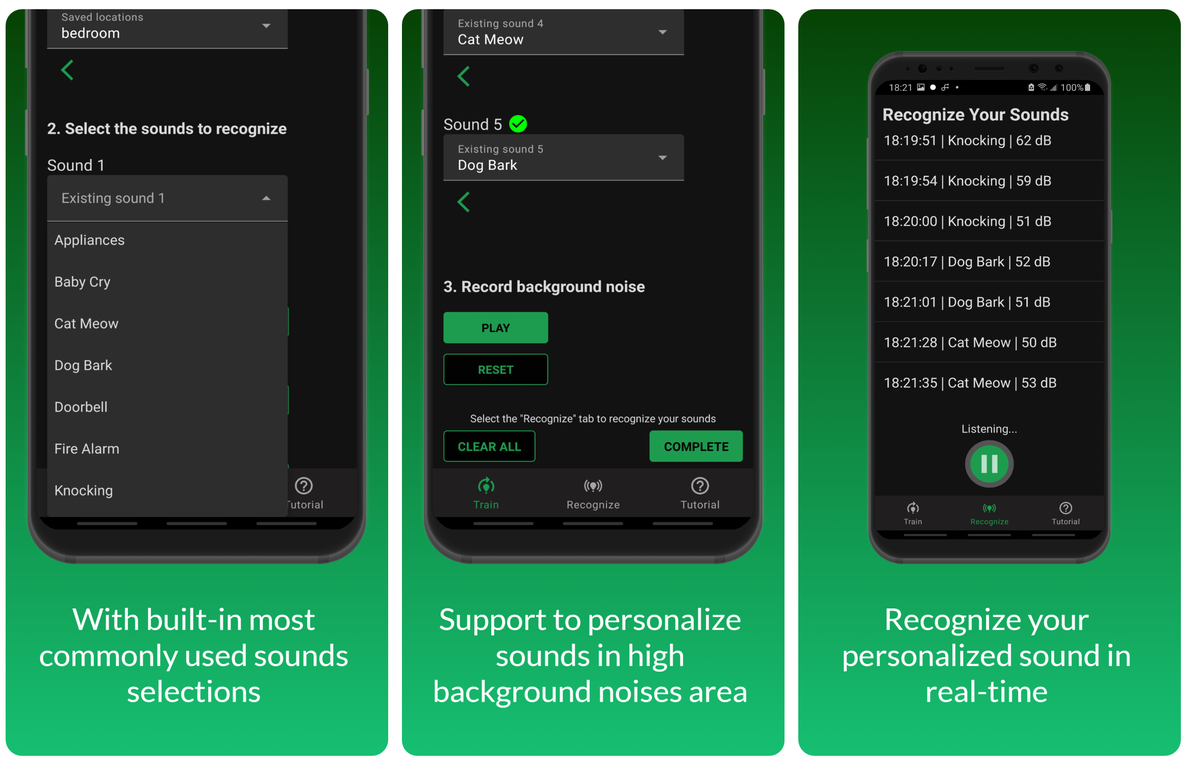 Saved locations
bedroom
2. Select the sounds to recognize
Sound 1
Existing sound 1
Appliances
Baby Cry
Cat Meow
Dog Bark
Doorbell
Fire Alarm
Knocking
Tutorial
With built-in most
commonly used sounds
selections
Existing sound 4
Cat Meow
Sound 5
Existing sound 5
Dog Bark
3. Record background noise
PLAY
RESET
Select the "Recognize" tab to recognize your sounds
CLEAR ALL
COMPLETE
Train
Recognize
Tutorial
Support to personalize
sounds in high
background noises area
18:21
100%
Recognize Your Sounds
18:19:51 | Knocking | 62 dB
18:19:54 | Knocking | 59 dB
18:20:00 | Knocking | 51 dB
18:20:17 | Dog Bark | 52 dB
18:21:01 | Dog Bark | 51 dB
18:21:28 | Cat Meow | 50 dB
18:21:35 | Cat Meow | 53 dB
Listening...
Train
Recognize
Tutorial
Recognize your
personalized sound in
real-time